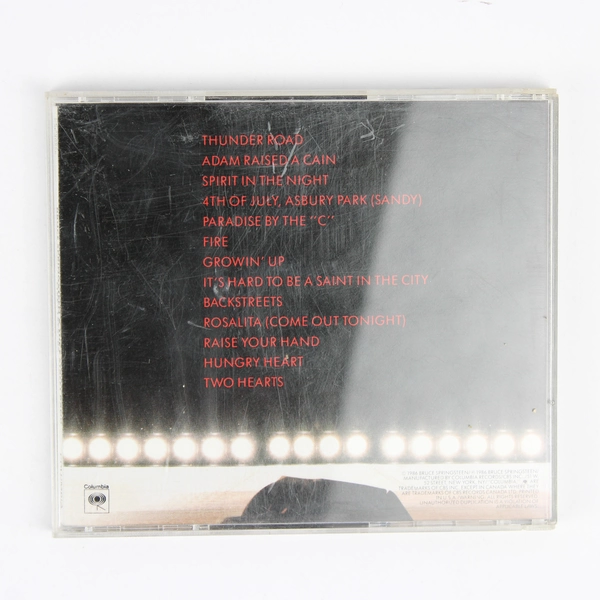 THUNDER ROAD
ADAM RAISED A CAIN
SPIRIT IN THE NIGHT
4TH OF JULY, ASBURY PARK (SANDY)
PARADISE BY THE "C"
FIRE
GROWIN' UP
IT'S HARD TO BE A SAINT IN THE CITY
BACKSTREETS
ROSALITA (COME OUT TONIGHT)
RAISE YOUR HAND
HUNGRY HEART
TWO HEARTS
Columbia